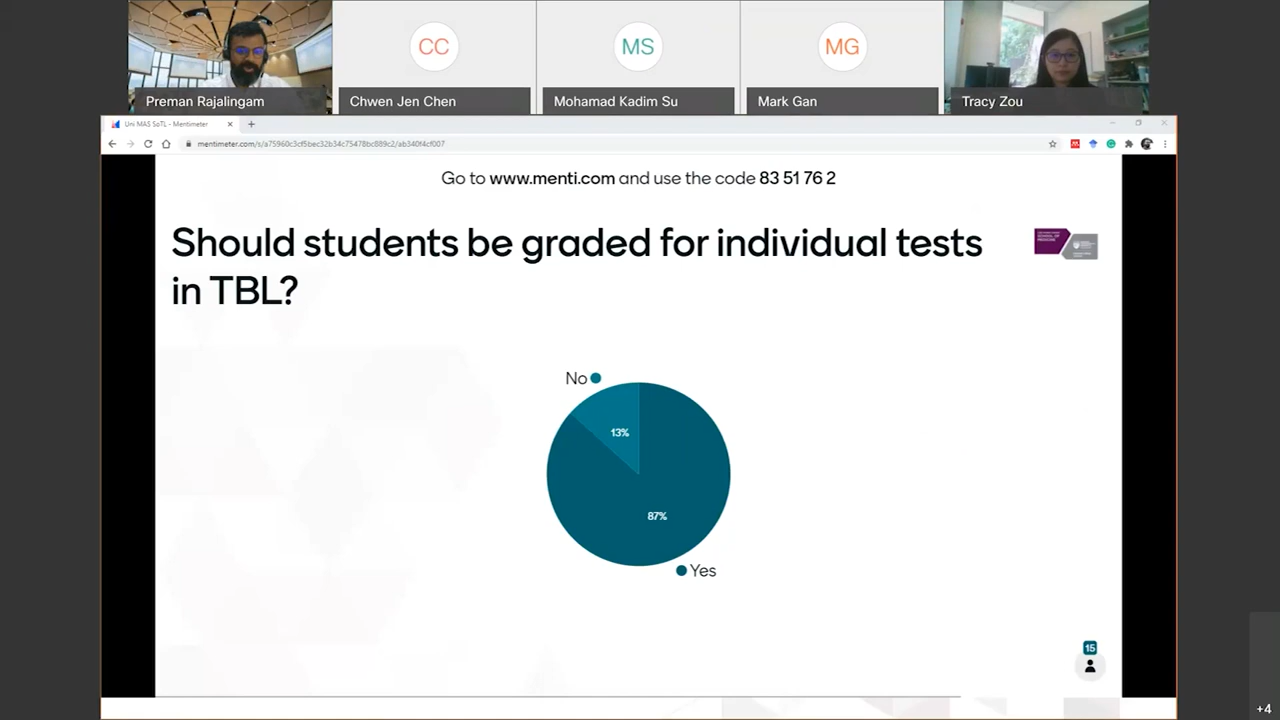 CC
MS
MG
Preman Rajalingam
Chwen Jen Chen
Mohamad Kadim Su
Mark Gan
Tracy Zou
Uni MAS SoTL - Mentimeter
Go to www.menti.com and use the code 83 51 76 2
Should students be graded for individual tests
in TBL?
No
13%
87%
Yes
15
+4